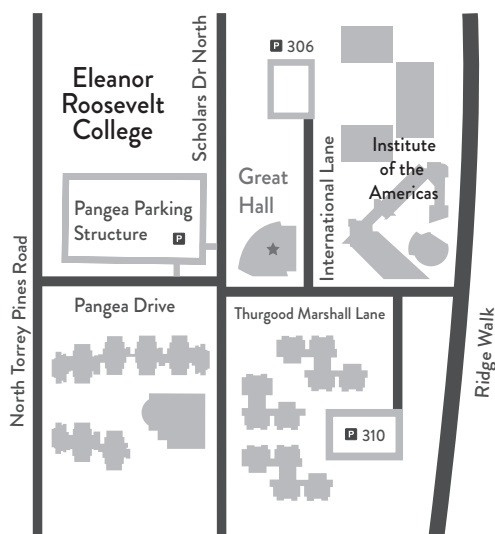 P 306
Scholars Dr North
Eleanor
Roosevelt
College
Institute
of the
Americas
International Lane
Great
Hall
Pangea Parking
Structure P
North Torrey Pines Road
Pangea Drive
Thurgood Marshall Lane
Ridge Walk
P 310